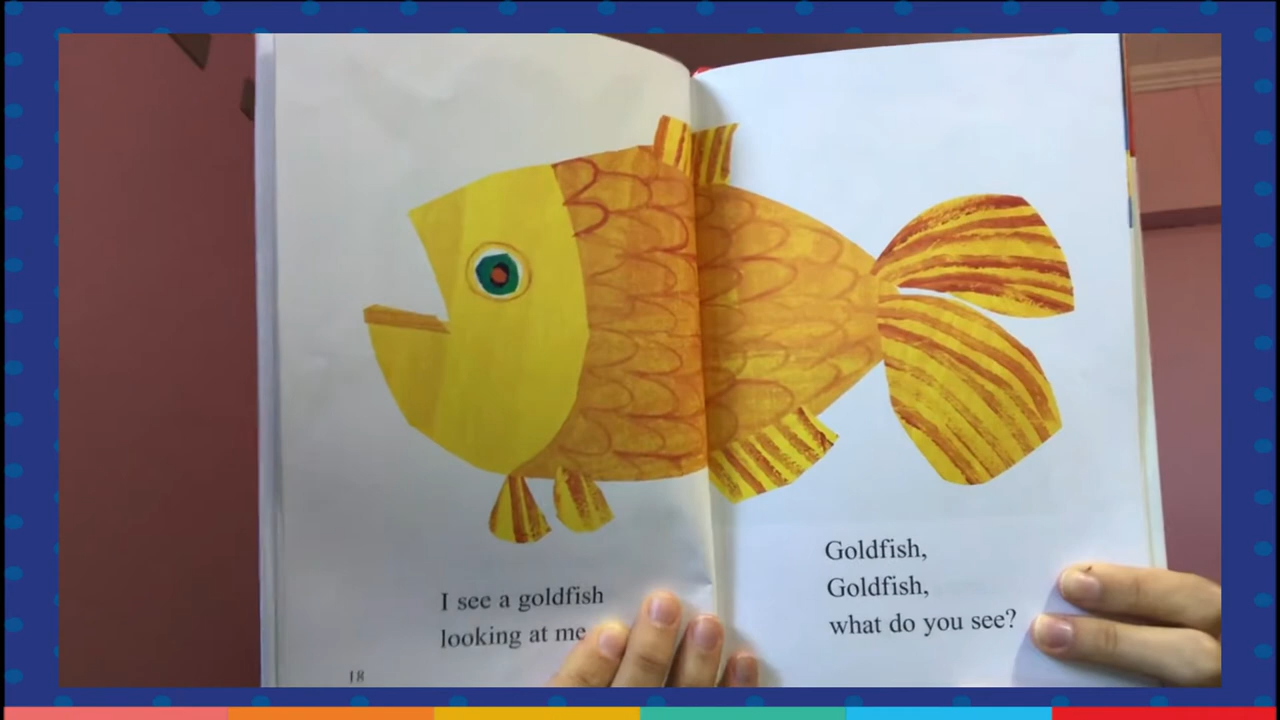 I see a goldfish
looking at me
18
Goldfish,
Goldfish,
what do you see?